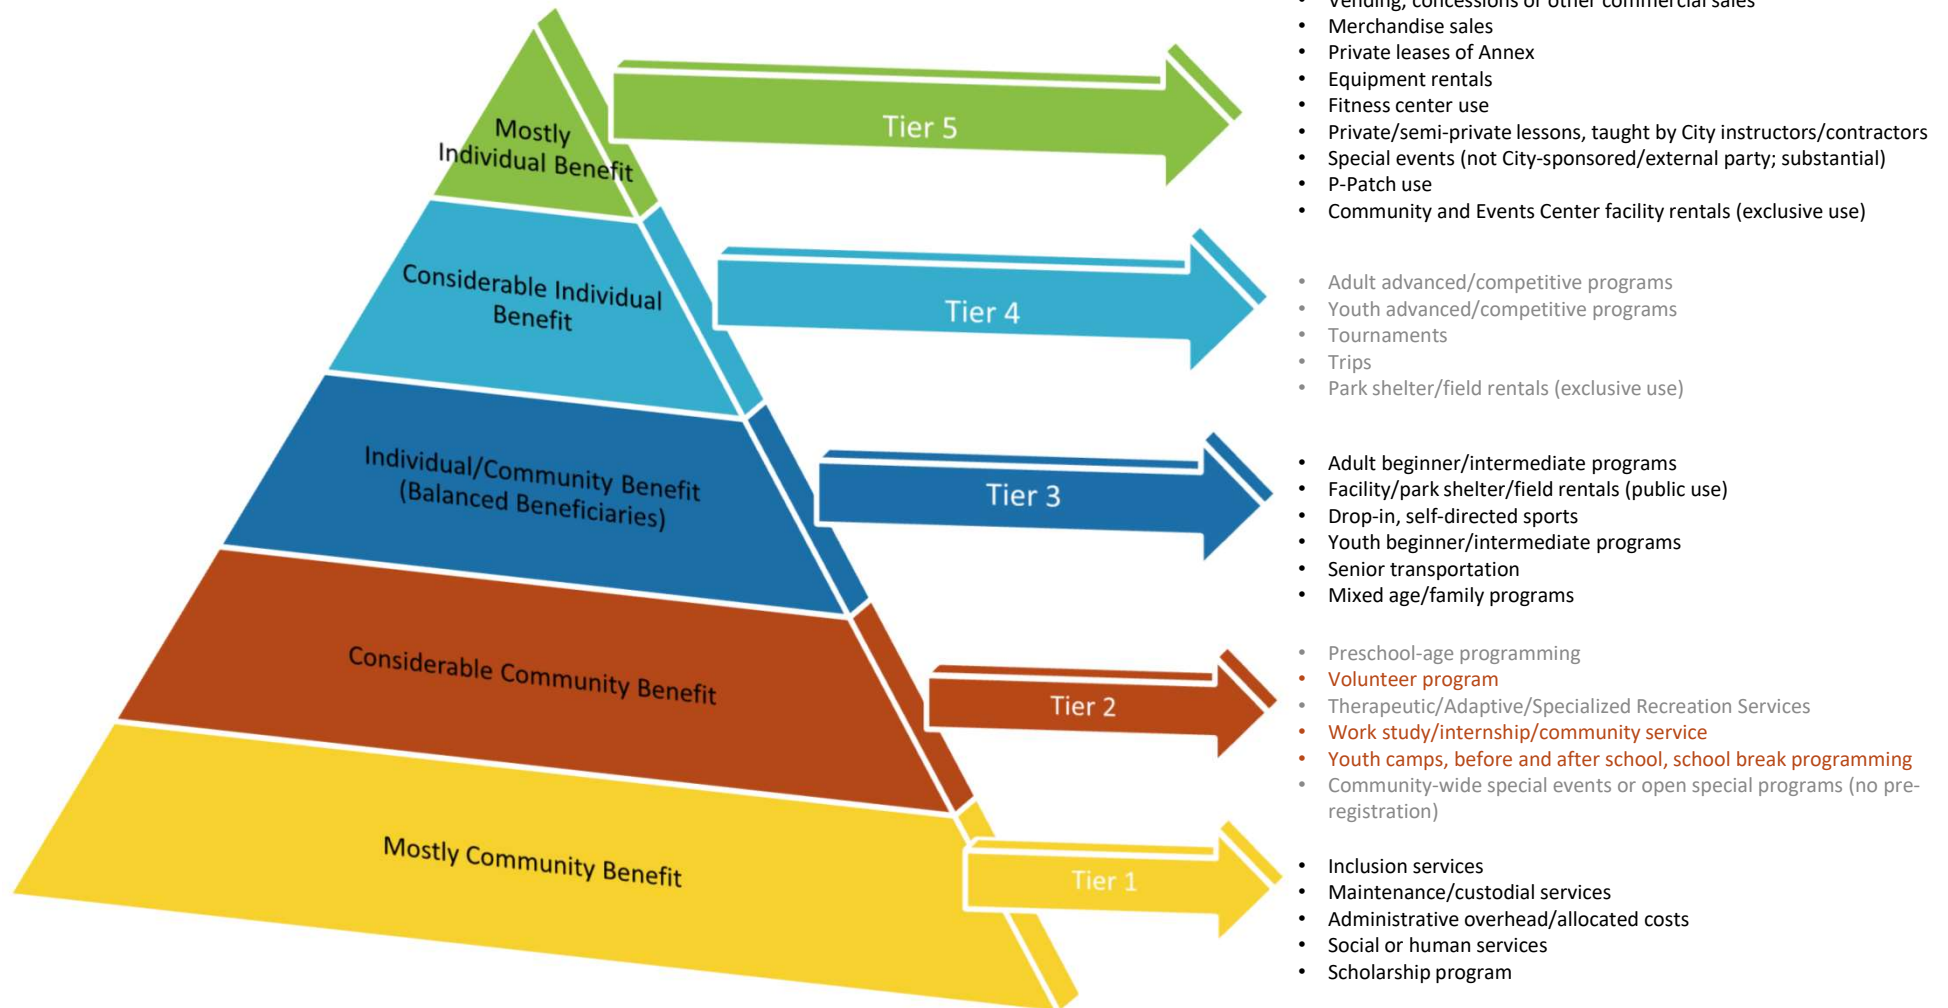 • Vending, concessions or other commercial sales
• Merchandise sales
• Private leases of Annex
• Equipment rentals
• Fitness center use
• Private/semi-private lessons, taught by City instructors/contractors
• Special events (not City-sponsored/external party; substantial)
• P-Patch use
• Community and Events Center facility rentals (exclusive use)
Mostly
Individual Benefit
Tier 5
Considerable Individual
Benefit
Tier 4
• Adult advanced/competitive programs
• Youth advanced/competitive programs
• Tournaments
• Trips
• Park shelter/field rentals (exclusive use)
Individual/Community Benefit
(Balanced Beneficiaries)
Tier 3
• Adult beginner/intermediate programs
• Facility/park shelter/field rentals (public use)
• Drop-in, self-directed sports
• Youth beginner/intermediate programs
• Senior transportation
• Mixed age/family programs
Considerable Community Benefit
Tier 2
• Preschool-age programming
• Volunteer program
• Therapeutic/Adaptive/Specialized Recreation Services
• Work study/internship/community service
• Youth camps, before and after school, school break programming
• Community-wide special events or open special programs (no pre-
registration)
Mostly Community Benefit
Tier 1
• Inclusion services
• Maintenance/custodial services
• Administrative overhead/allocated costs
• Social or human services
• Scholarship program